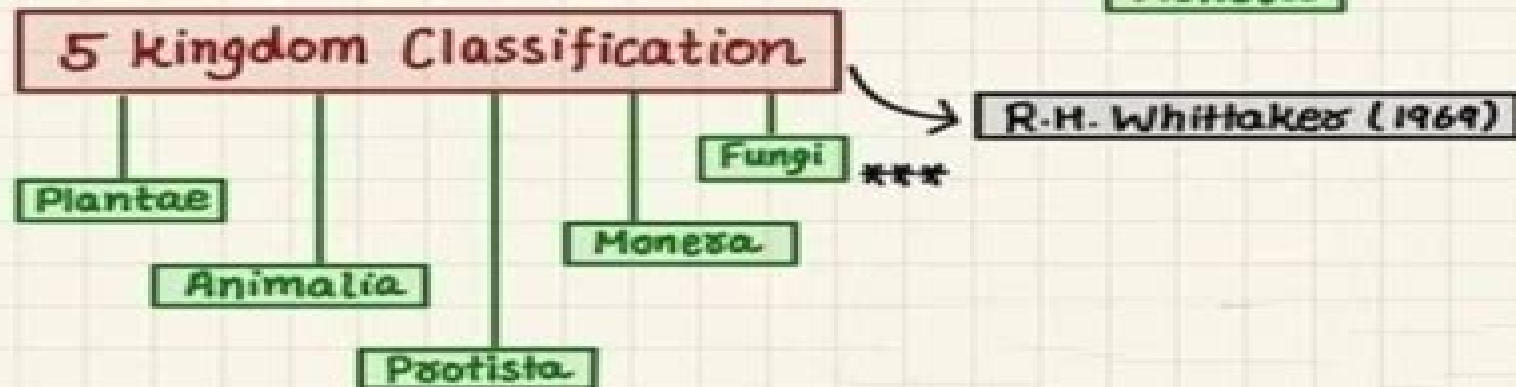 5 Kingdom Classification
R.H. Whittaker (1969)
Fungi ***
Plantae
Monera
Animalia
Protista